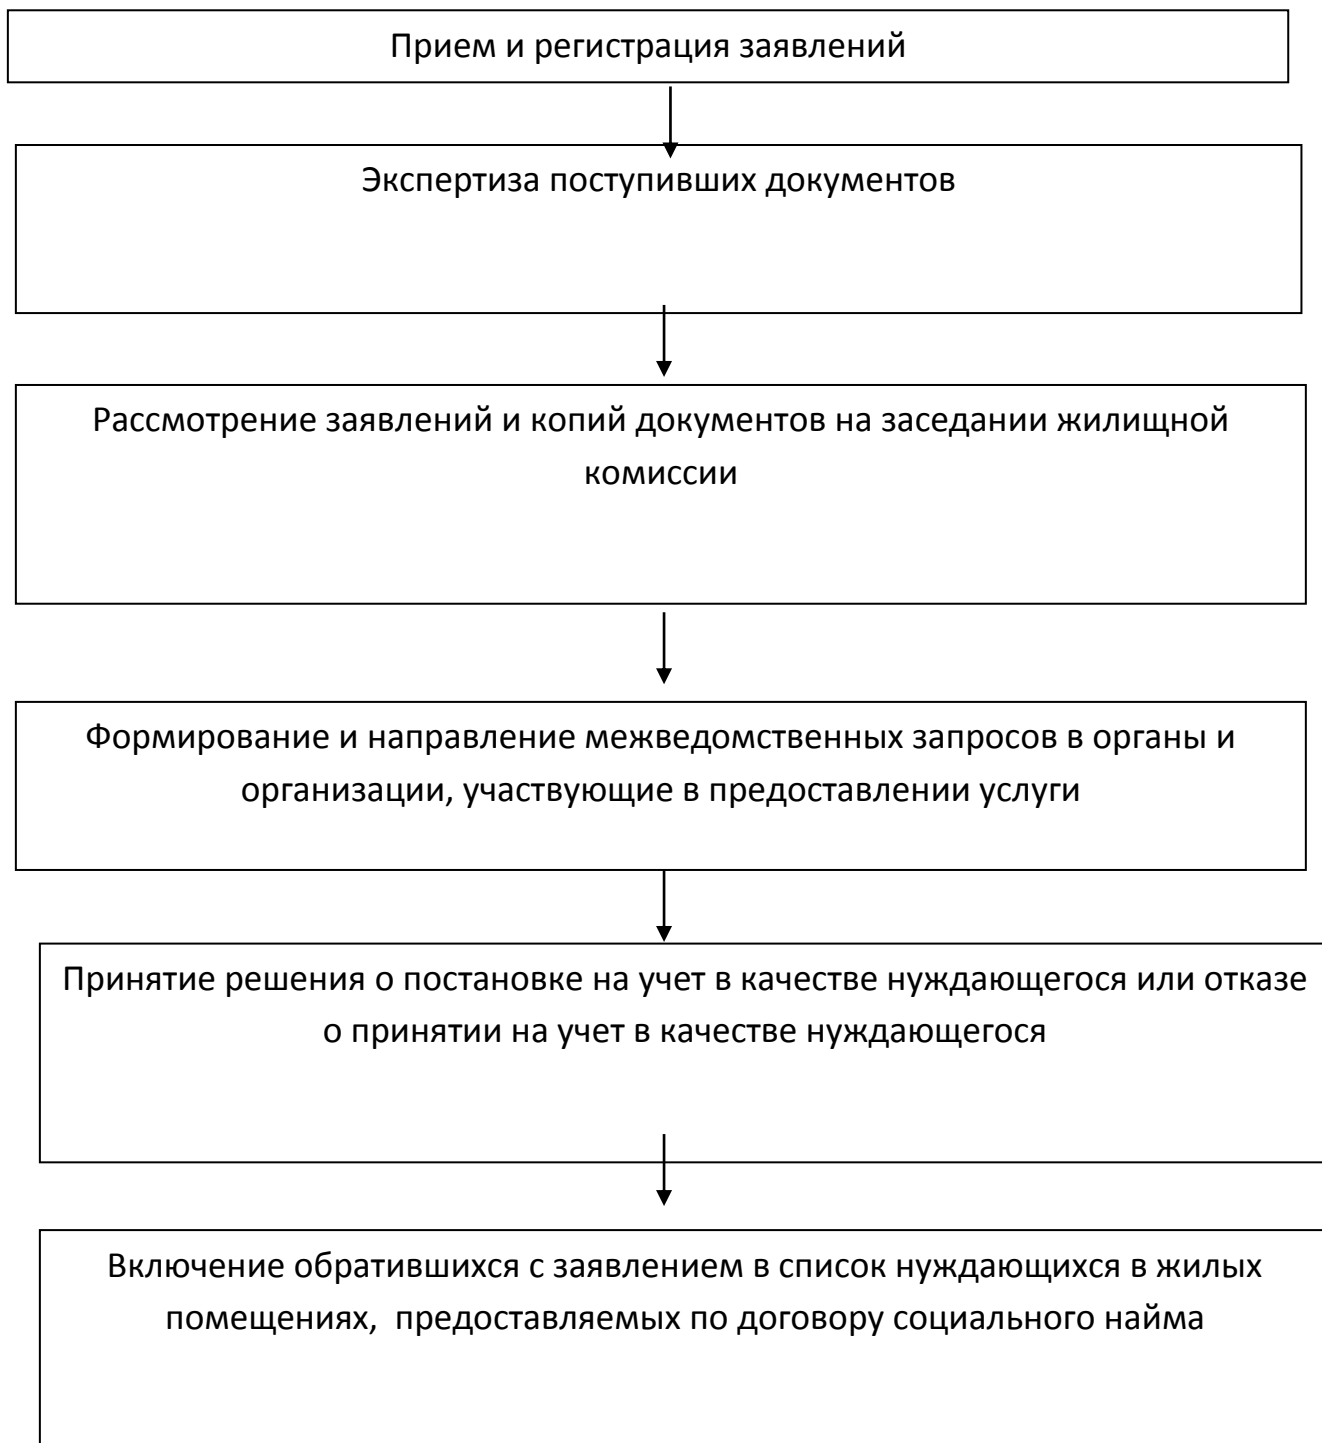 Прием и регистрация заявлений
Экспертиза поступивших документов
Рассмотрение заявлений и копий документов на заседании жилищной
комиссии
Формирование и направление межведомственных запросов в органы и
организации, участвующие в предоставлении услуги
Принятие решения о постановке на учет в качестве нуждающегося или отказе
о принятии на учет в качестве нуждающегося
Включение обратившихся с заявлением в список нуждающихся в жилых
помещениях,  предоставляемых по договору социального найма